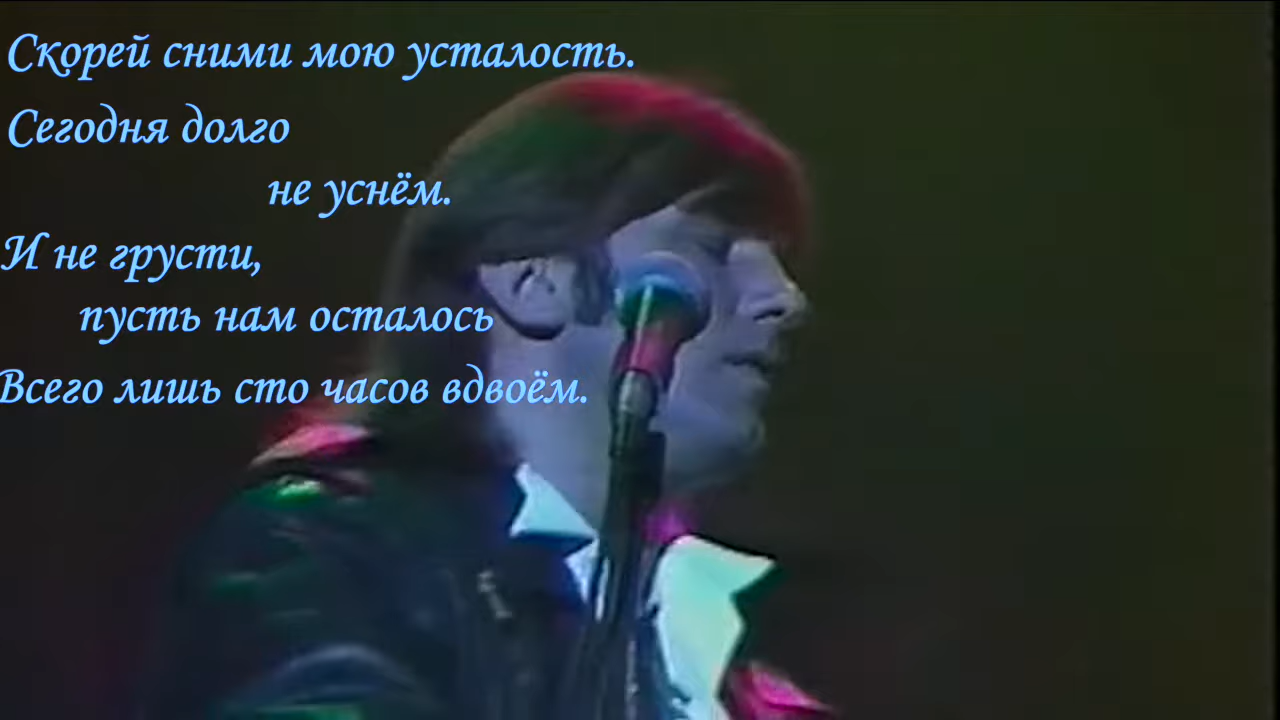 Скорей сними мою усталость.
Сегодня долго
не уснём.
И не грусти,
пусть нам осталось
Всего лишь сто часов вдвоём.